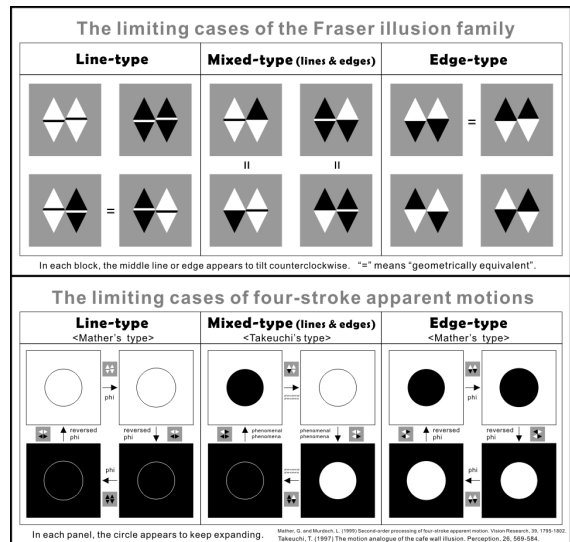 The limiting cases of the Fraser illusion family
Line-type
Mixed-type (lines & edges)
Edge-type
=
=
=
=
In each block, the middle line or edge appears to tilt counterclockwise. "=" means "geometrically equivalent".
The limiting cases of four-stroke apparent motions
Line-type
<Mather's type>
Mixed-type (lines & edges)
<Takeuchi's type>
Edge-type
<Mather's type>
phi
reversed phi
reversed phi
phi
phenomenal phenomena
phenomenal phenomena
phenomenal phenomena
phenomenal phenomena
phi
reversed phi
reversed phi
phi
In each panel, the circle appears to keep expanding.
Mather, G. and Murdoch, L. (1999) Second-order processing of four-stroke apparent motion. Vision Research, 39, 1795-1802.
Takeuchi, T. (1997) The motion analogue of the cafe wall illusion. Perception, 26, 569-584.